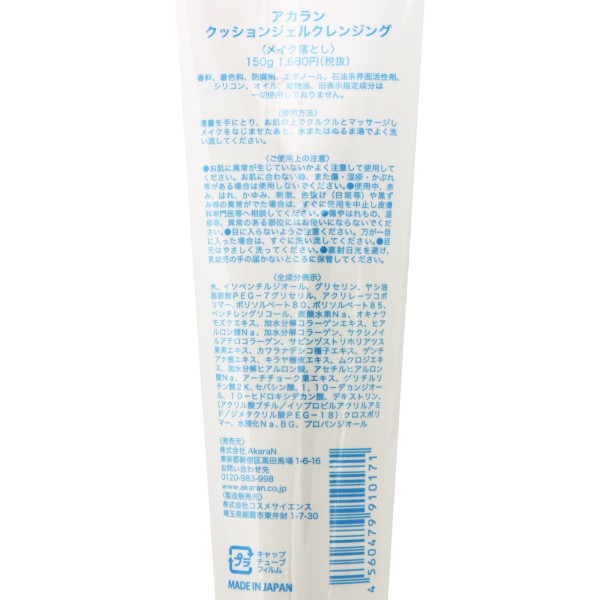 アカラン
クッションジェルクレンジング
〈メイク落とし〉
150g 1,680円(税抜)
香料、着色料、防腐剤、エタノール、石油系界面活性剤、
シリコン、オイル、鉱物油、旧表示指定成分は
一切使用しておりません。
〈使用方法〉
適量を手にとり、お肌の上でクルクルとマッサージし
メイクをなじませたあと、水またはぬるま湯でよく洗
い流してください。
〈ご使用上の注意〉
●お肌に異常が生じていないかよく注意して使用して
ください。お肌に合わない時、また傷・湿疹・かぶれ
等がある場合は使用しないでください。●使用中、赤
み、はれ、かゆみ、刺激、色抜け(白斑等)や黒ず
み等の異常がでた場合は、すぐに使用を中止し皮膚
科専門医等へ相談してください。●傷やはれもの、湿
疹等、異常のある部位にはお使いにならないでくださ
い。●目に入らないようご注意ください。万が一目
に入った場合は、すぐに洗い流してください。●目
元はやさしく洗ってください。●直射日光を避け、
乳幼児の手の届かないところに保管してください。
〈全成分表示〉
水、イソペンチルジオール、グリセリン、ヤシ油
脂肪酸PEG-7グリセリル、アクリレーツコポ
リマー、ポリソルベート80、ポリソルベート85、
ペンチレングリコール、炭酸水素Na、オキナワ
モズクエキス、加水分解コラーゲンエキス、ヒア
ルロン酸Na、加水分解コラーゲン、サクシノイ
ルアテロコラーゲン、サピンヅストリホリアツス
果実エキス、カワラナデシコ種子エキス、ゲンチ
アナ根エキス、キラヤ樹皮エキス、ムクロジエキ
ス、加水分解ヒアルロン酸、アセチルヒアルロン
酸Na、アーチチョーク葉エキス、グリチルリ
チン酸2K、セバシン酸、1,10-デカンジオー
ル、10-ヒドロキシデカン酸、デキストリン、
(アクリル酸ブチル/イソプロピルアクリルアミ
ド/ジメタクリル酸PEG-18)クロスポリ
マー、水酸化Na、BG、プロパンジオール
〈発売元〉
株式会社 AkaraN
東京都新宿区高田馬場1-6-16
お問い合わせ先
0120-983-998
www.akaran.co.jp
〈製造販売元〉
株式会社コスメサイエンス
埼玉県朝霞市東弁財1-7-30
プラ
キャップ
チューブ
フィルム
MADE IN JAPAN
4 560479 910171